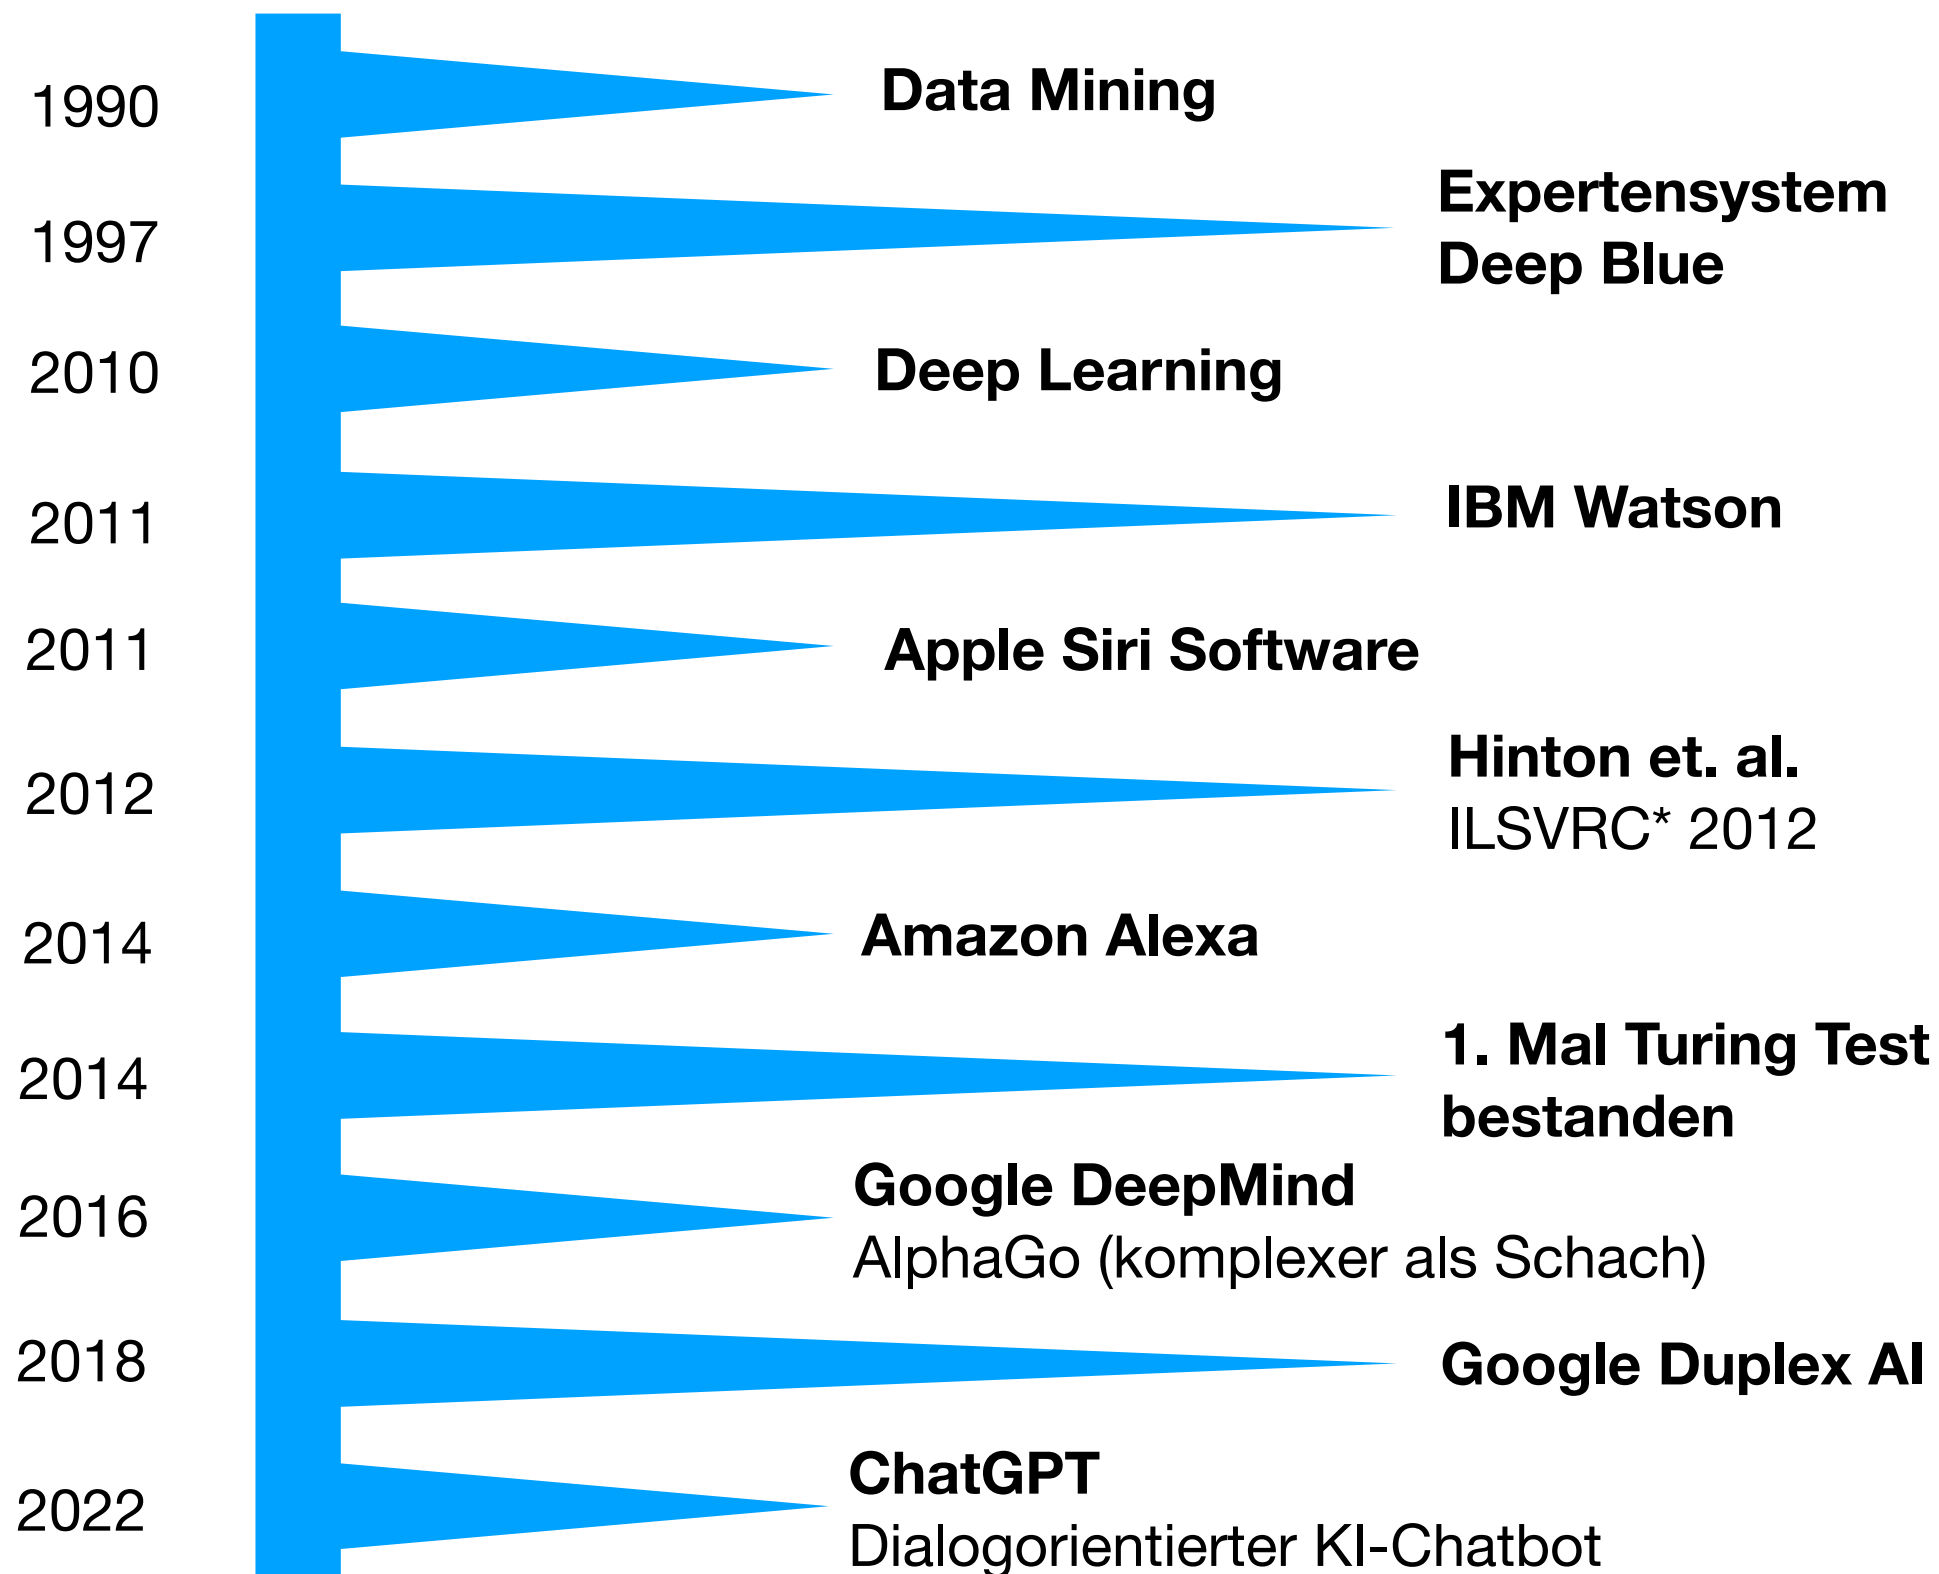 1990
Data Mining
1997
Expertensystem
Deep Blue
2010
Deep Learning
2011
IBM Watson
2011
Apple Siri Software
2012
Hinton et. al.
ILSVRC* 2012
2014
Amazon Alexa
2014
1. Mal Turing Test
bestanden
2016
Google DeepMind
AlphaGo (komplexer als Schach)
2018
Google Duplex AI
2022
ChatGPT
Dialogorientierter KI-Chatbot